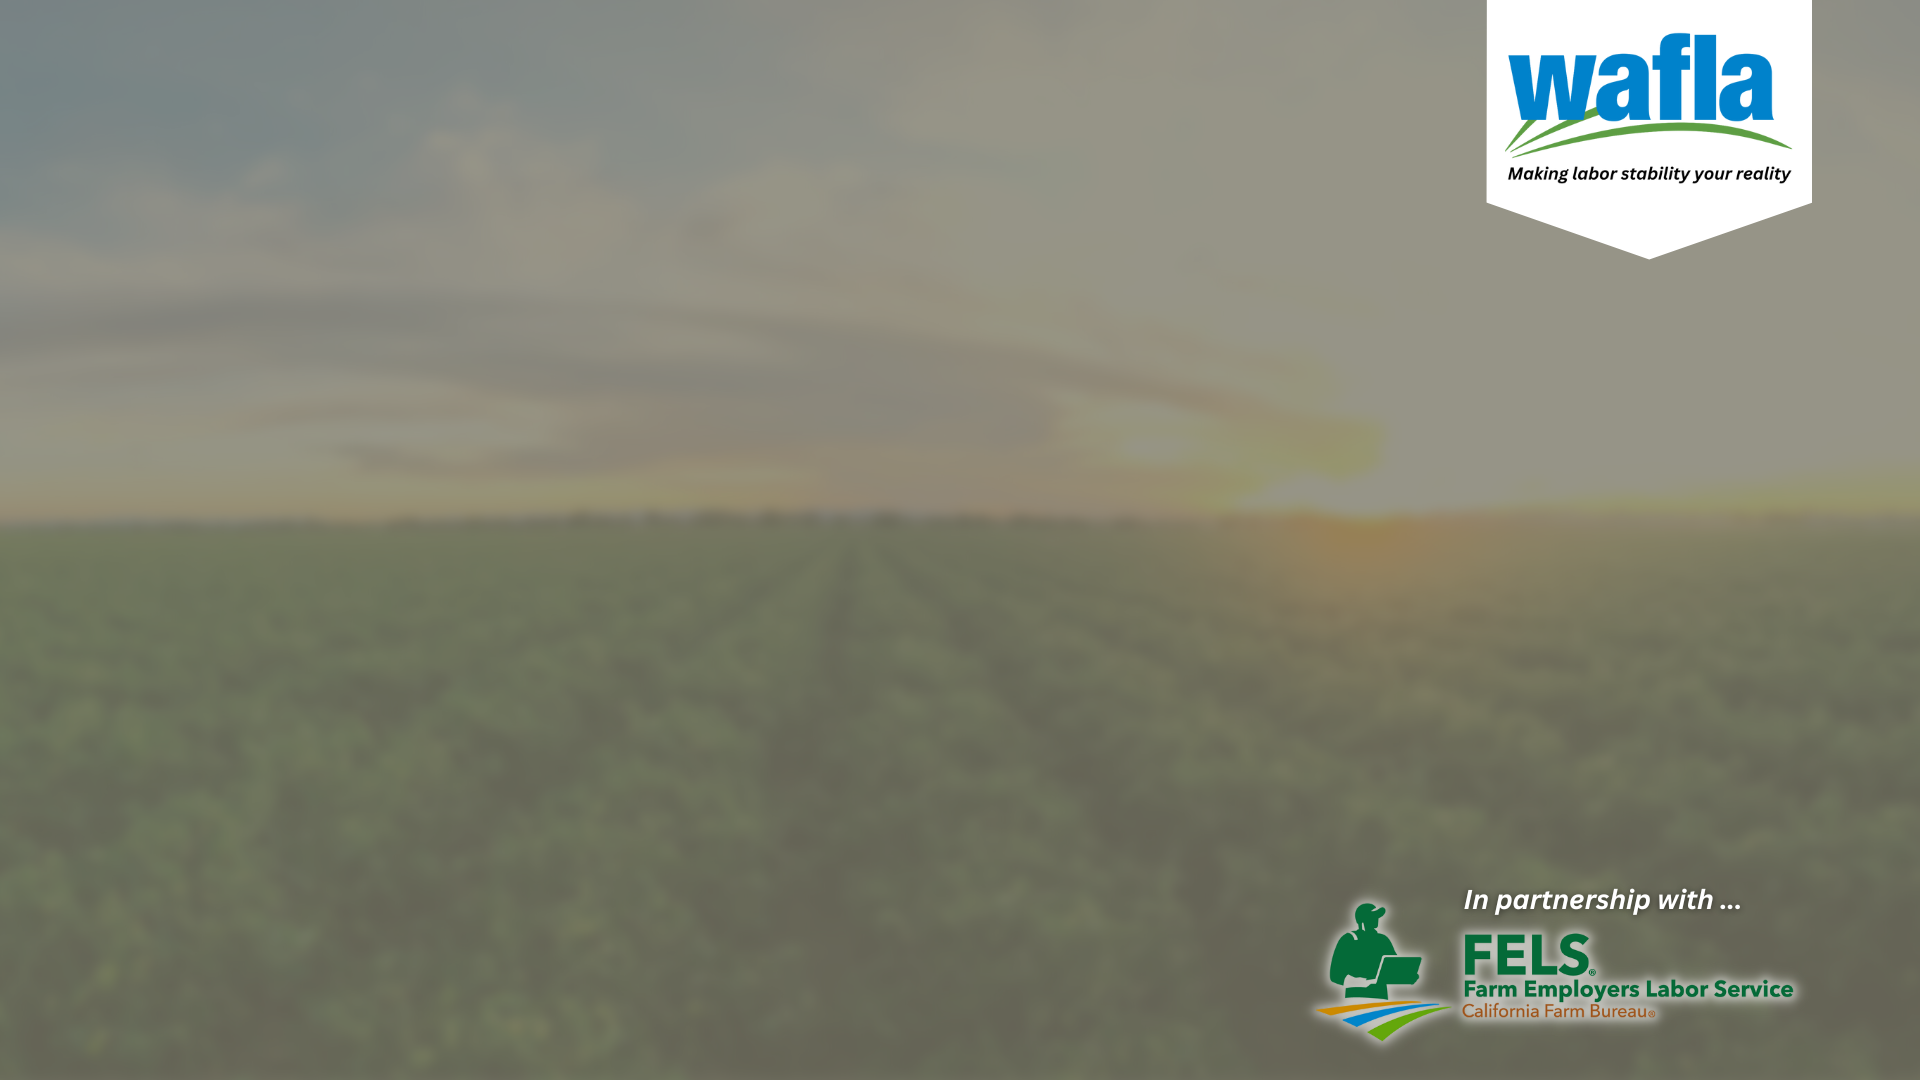 wafla
Making labor stability your reality
In partnership with ...
FELS®
Farm Employers Labor Service
California Farm Bureau®